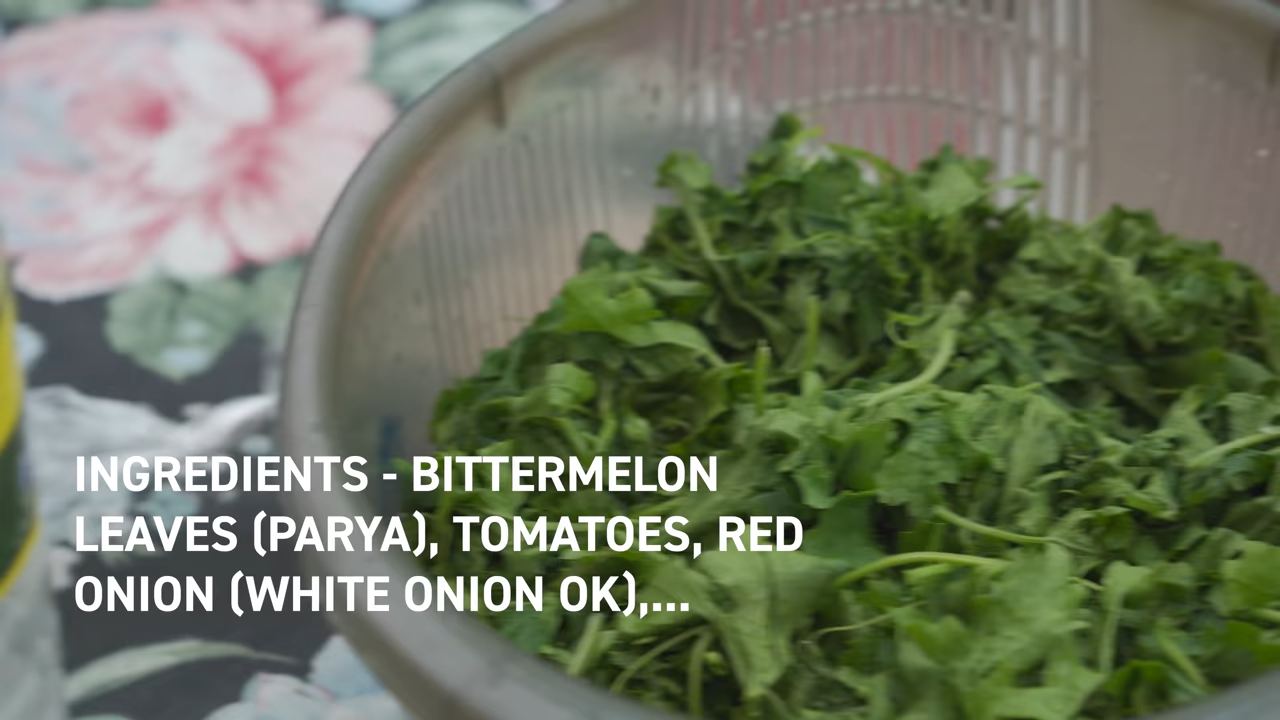 INGREDIENTS - BITTERMELON
LEAVES (PARYA), TOMATOES, RED
ONION (WHITE ONION OK),...